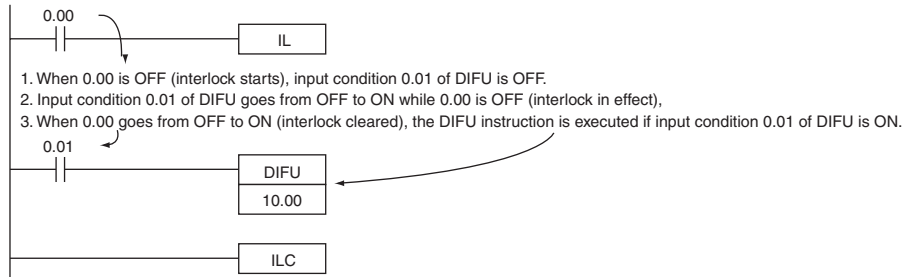 0.00
IL
1. When 0.00 is OFF (interlock starts), input condition 0.01 of DIFU is OFF.
2. Input condition 0.01 of DIFU goes from OFF to ON while 0.00 is OFF (interlock in effect),
3. When 0.00 goes from OFF to ON (interlock cleared), the DIFU instruction is executed if input condition 0.01 of DIFU is ON.
0.01
DIFU
10.00
ILC